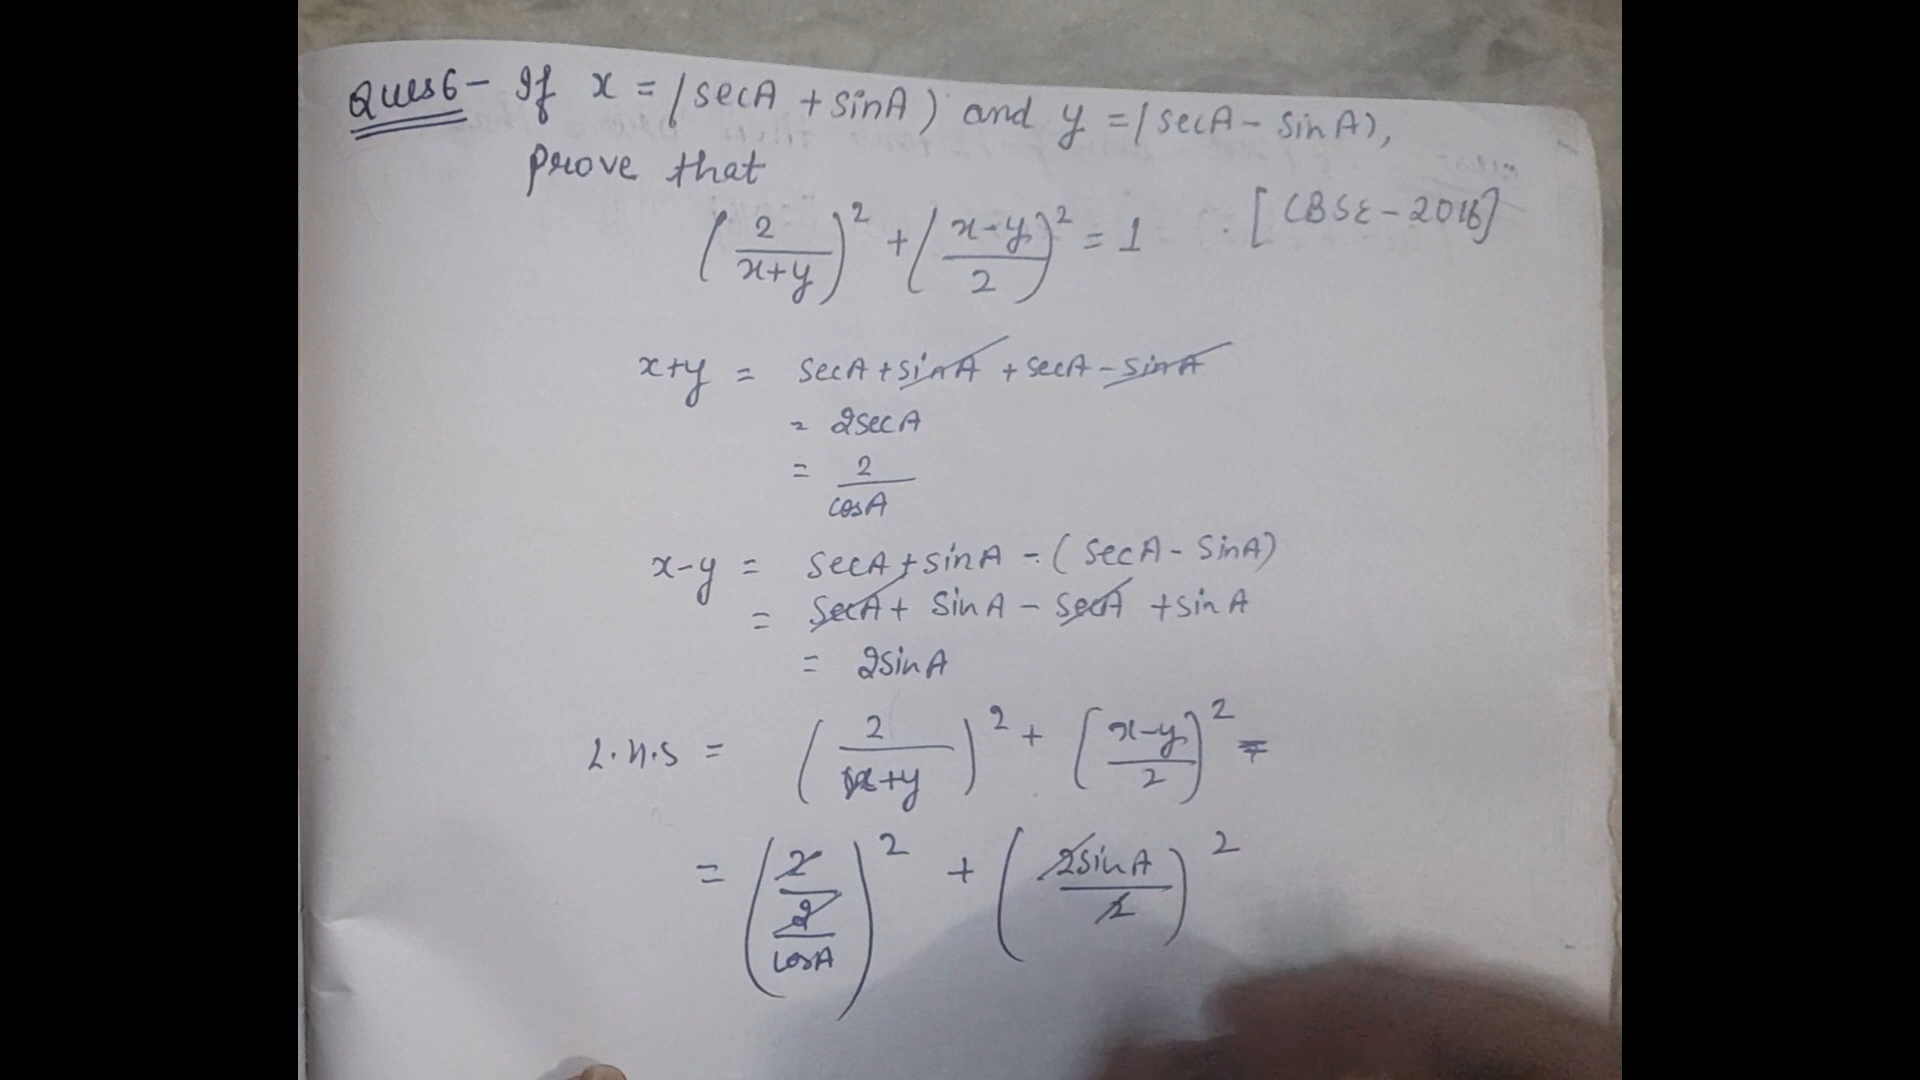 Ques 6 - If x = (secA + sinA) and y = (secA - sinA),
prove that
(2/(x+y))² + ((x-y)/2)² = 1 . [CBSE - 2016]
x+y = secA + sinA + secA - sinA
= 2secA
= 2/cosA
x-y = secA + sinA - (secA - sinA)
= secA + sinA - secA + sinA
= 2sinA
L.H.S = (2/(x+y))² + ((x-y)/2)² =
= (2/(2/cosA))² + (2sinA/2)²